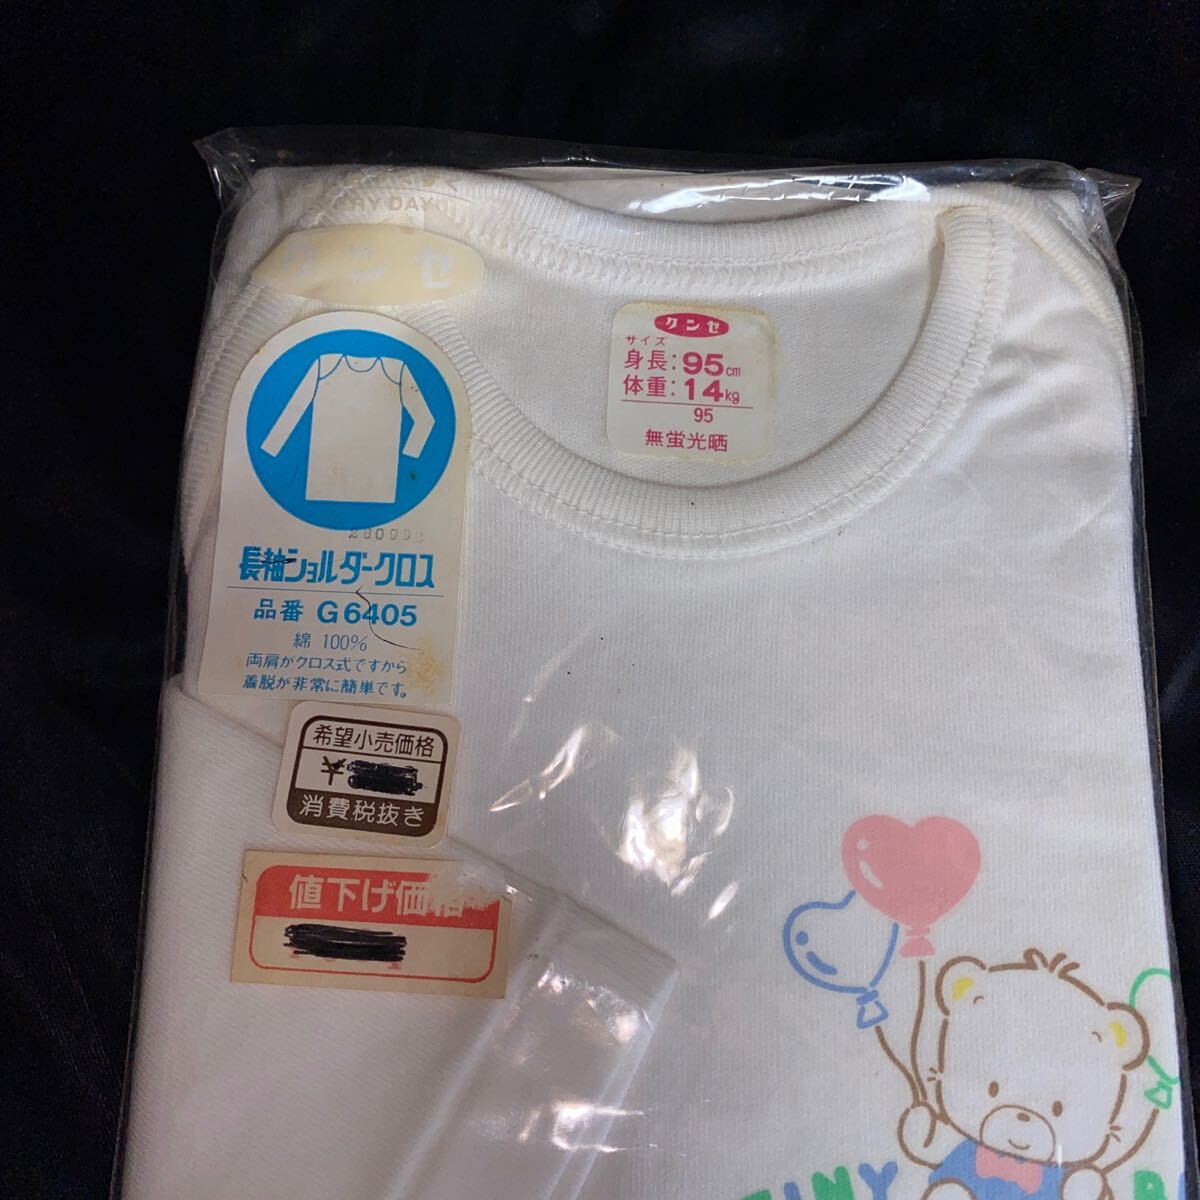 クンゼ
サイズ
身長：95cm
体重：14kg
95
無蛍光晒
長袖ショルダークロス
品番 G6405
綿 100%
両肩がクロス式ですから
着脱が非常に簡単です。
希望小売価格
¥
消費税抜き
値下げ価格
TINY